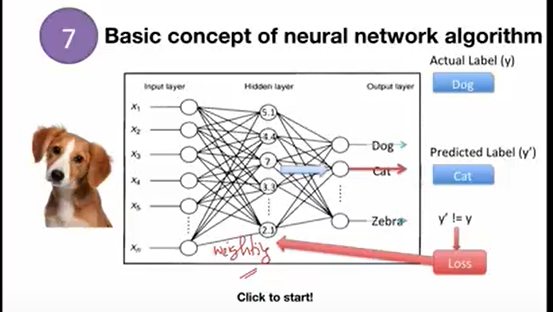 7
Basic concept of neural network algorithm
Actual Label (y)
Dog
Input layer
Hidden layer
Output layer
x1
x2
x3
x4
x5
xn
5.1
4.4
7
3.3
2.1
Dog
Cat
Zebra
Predicted Label (y')
Cat
y' != y
Loss
Click to start!